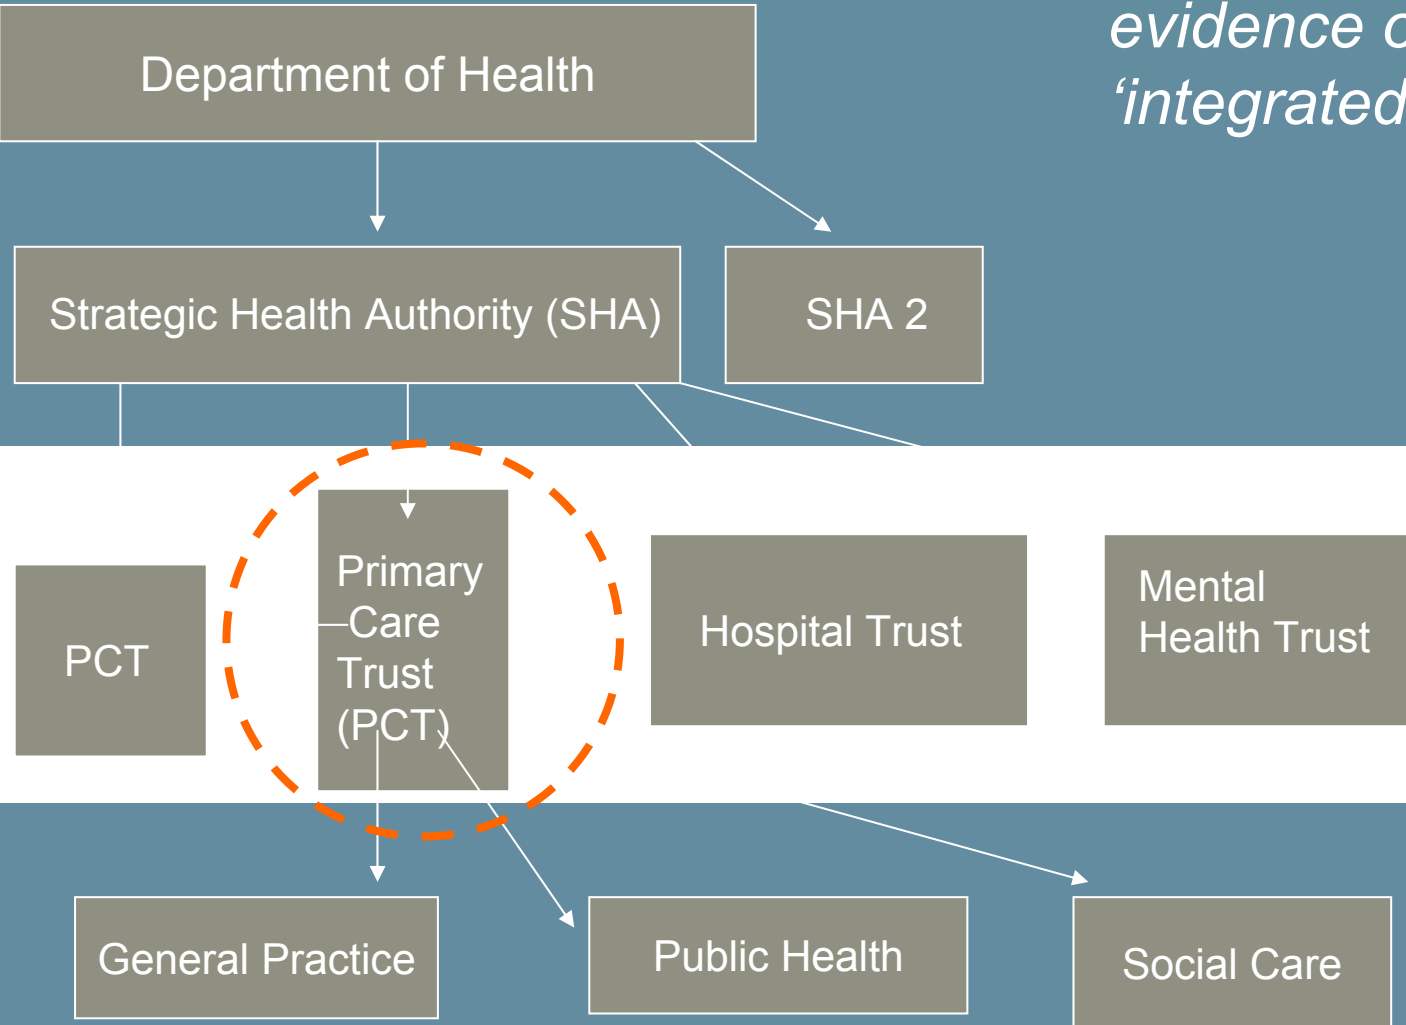 evidence
‘integrated
Department of Health
Strategic Health Authority (SHA)
SHA 2
PCT
Primary
Care
Trust
(PCT)
Hospital Trust
Mental
Health Trust
General Practice
Public Health
Social Care